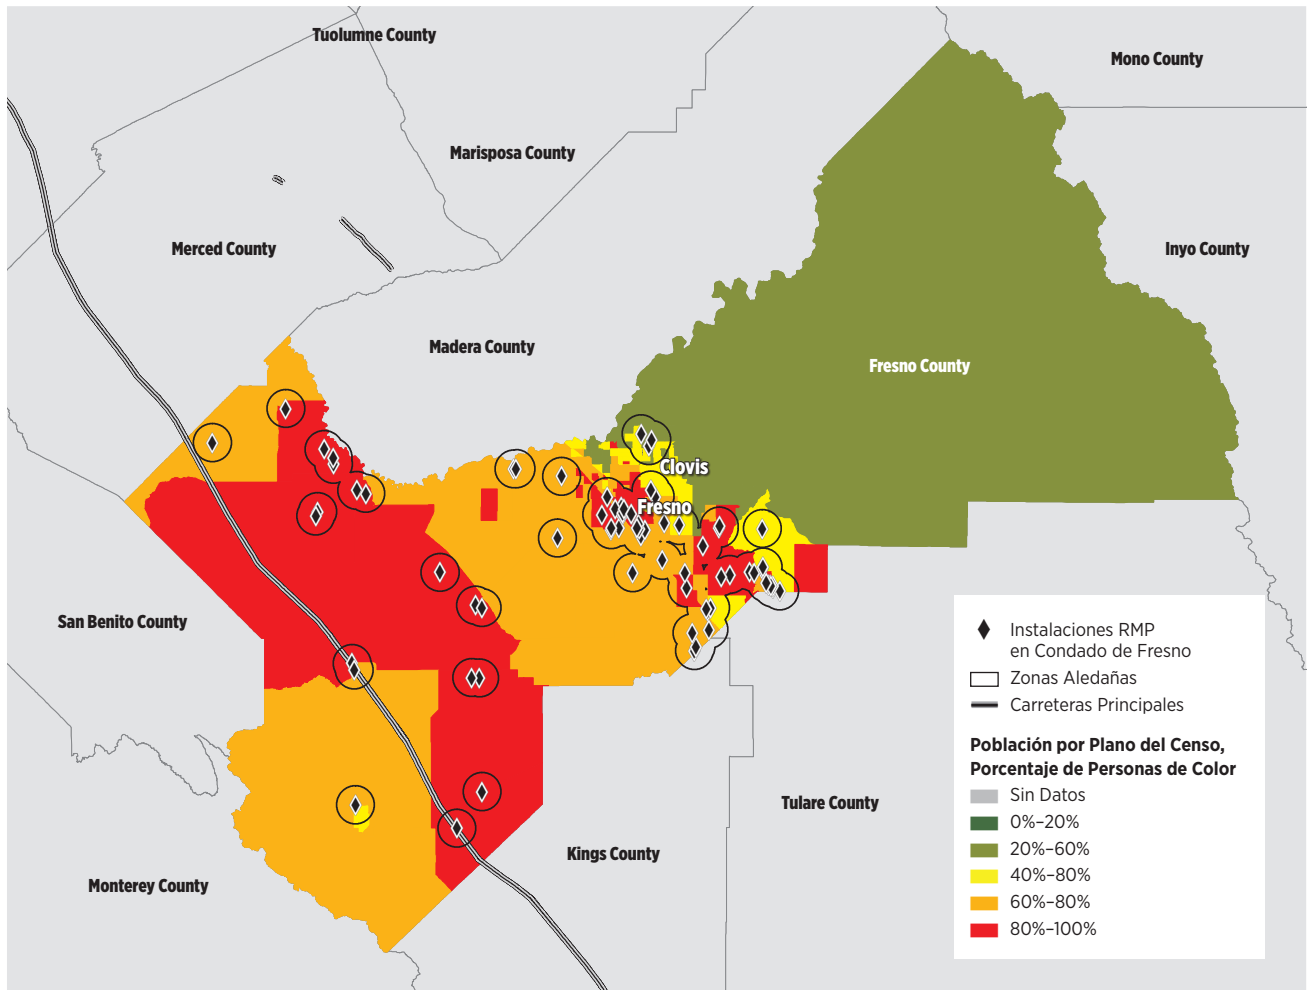 Tuolumne County
Mono County
Marisposa County
Merced County
Inyo County
Madera County
Fresno County
Clovis
Fresno
San Benito County
Tulare County
Kings County
Monterey County
Instalaciones RMP
en Condado de Fresno
Zonas Aledañas
Carreteras Principales
Población por Plano del Censo,
Porcentaje de Personas de Color
Sin Datos
0%–20%
20%–60%
40%–80%
60%–80%
80%–100%